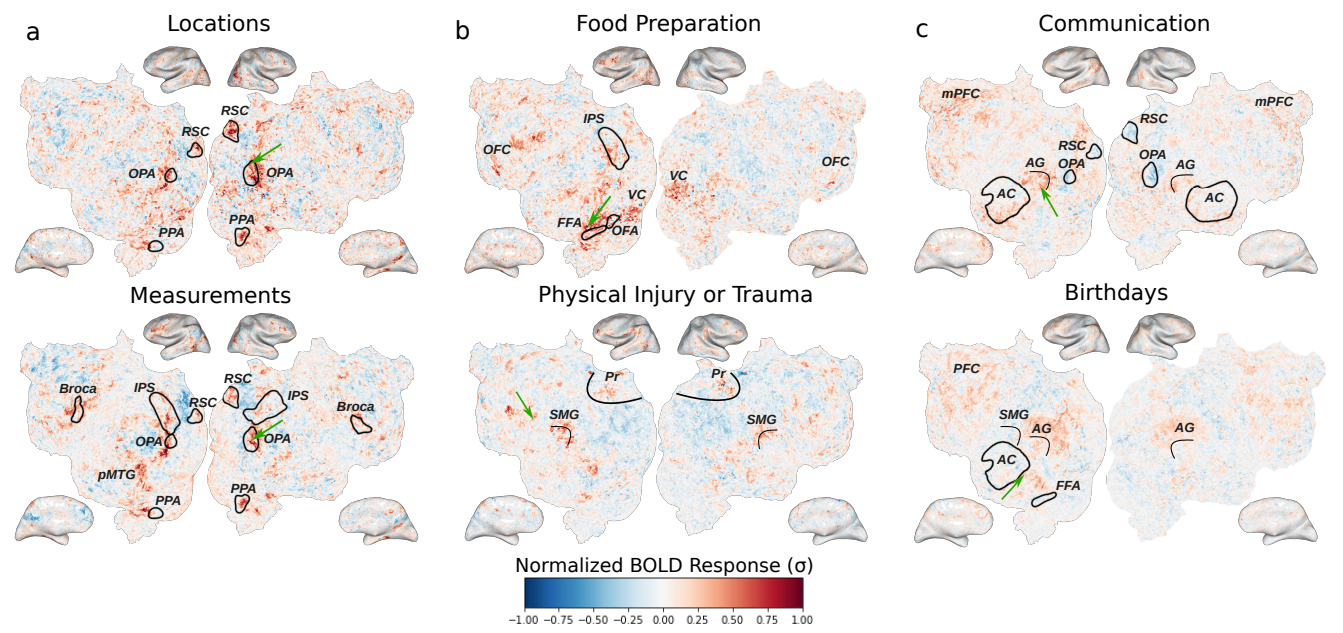 a
Locations
RSC
RSC
OPA
OPA
PPA
PPA
b
Food Preparation
IPS
OFC
OFC
VC
VC
FFA
OFA
c
Communication
mPFC
mPFC
RSC
RSC
OPA
OPA
AG
AG
AC
AC
Measurements
Broca
IPS
RSC
IPS
RSC
Broca
OPA
OPA
pMTG
PPA
PPA
Physical Injury or Trauma
Pr
Pr
SMG
SMG
Birthdays
PFC
SMG
AG
AG
AC
FFA
Normalized BOLD Response (σ)
−1.00 −0.75 −0.50 −0.25 0.00 0.25 0.50 0.75 1.00